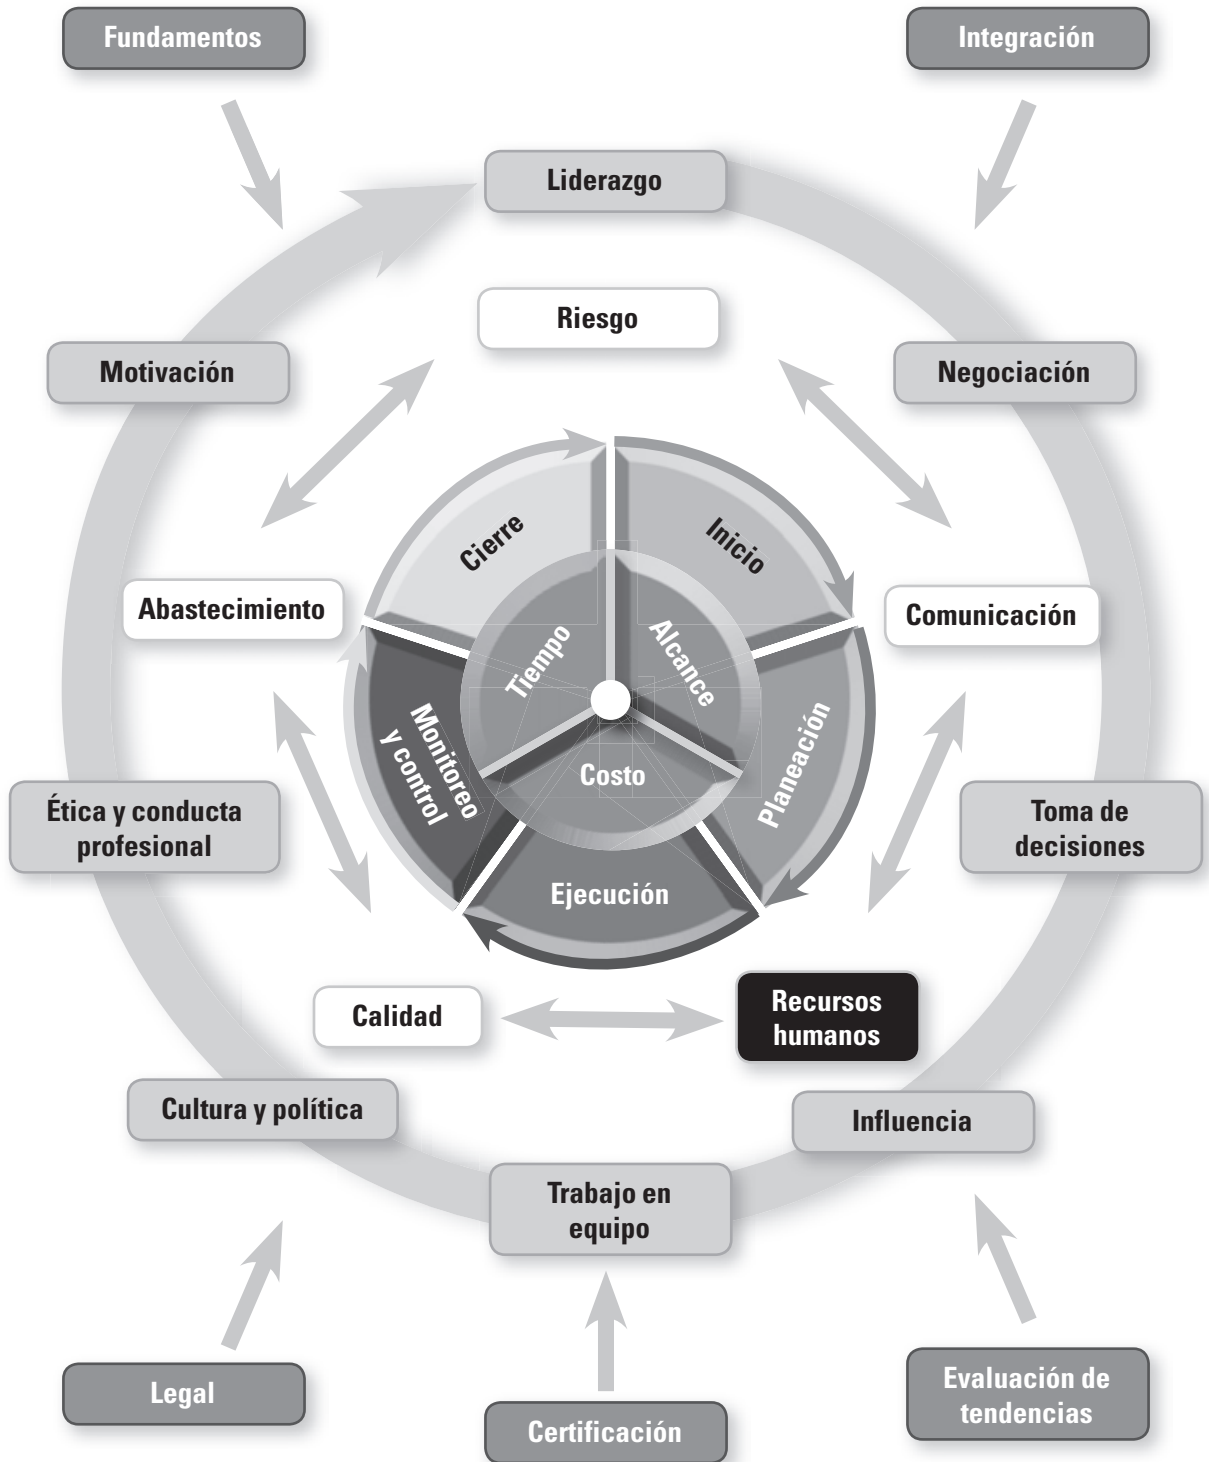 Fundamentos
Integración
Liderazgo
Riesgo
Motivación
Negociación
Cierre
Inicio
Abastecimiento
Comunicación
Tiempo
Alcance
Monitoreo
y control
Costo
Planeación
Ética y conducta
profesional
Toma de
decisiones
Ejecución
Calidad
Recursos
humanos
Cultura y política
Influencia
Trabajo en
equipo
Legal
Certificación
Evaluación de
tendencias